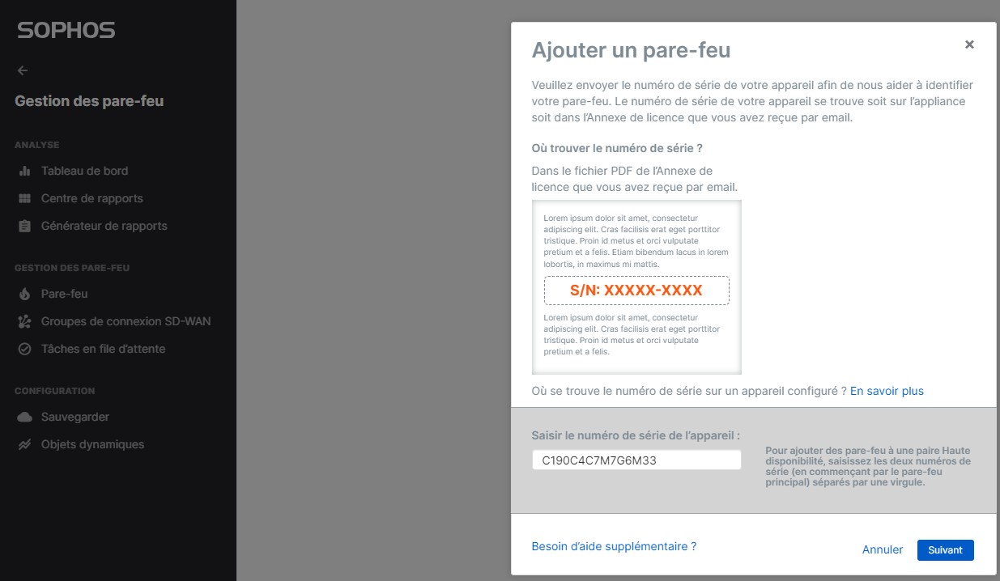 SOPHOS
Gestion des pare-feu
ANALYSE
Tableau de bord
Centre de rapports
Générateur de rapports
GESTION DES PARE-FEU
Pare-feu
Groupes de connexion SD-WAN
Tâches en file d'attente
CONFIGURATION
Sauvegarder
Objets dynamiques
Ajouter un pare-feu
Veuillez envoyer le numéro de série de votre appareil afin de nous aider à identifier
votre pare-feu. Le numéro de série de votre appareil se trouve soit sur l'appliance
soit dans l'Annexe de licence que vous avez reçue par email.
Où trouver le numéro de série ?
Dans le fichier PDF de l'Annexe de
licence que vous avez reçue par email.
Lorem ipsum dolor sit amet, consectetur
adipiscing elit. Cras facilisis erat eget porttitor
tristique. Proin id metus et orci vulputate
pretium et a felis. Etiam bibendum lacus in lorem
lobortis, in maximus mi mattis.
S/N: XXXXX-XXXX
Lorem ipsum dolor sit amet, consectetur
adipiscing elit. Cras facilisis erat eget porttitor
tristique. Proin id metus et orci vulputate
pretium et a felis.
Où se trouve le numéro de série sur un appareil configuré ? En savoir plus
Saisir le numéro de série de l'appareil :
C190C4C7M7G6M33
Pour ajouter des pare-feu à une paire Haute
disponibilité, saisissez les deux numéros de
série (en commençant par le pare-feu
principal) séparés par une virgule.
Besoin d'aide supplémentaire ?
Annuler
Suivant